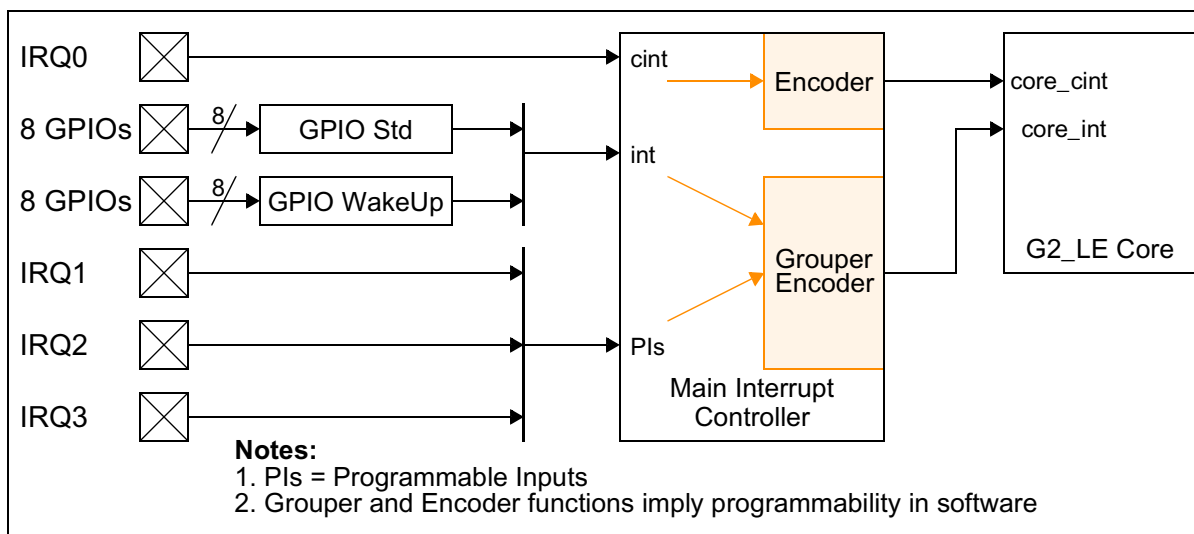 IRQ0
cint
Encoder
core_cint
8 GPIOs
8
GPIO Std
core_int
int
8 GPIOs
8
GPIO WakeUp
IRQ1
Grouper
Encoder
G2_LE Core
IRQ2
PIs
IRQ3
Main Interrupt
Controller
Notes:
1. PIs = Programmable Inputs
2. Grouper and Encoder functions imply programmability in software